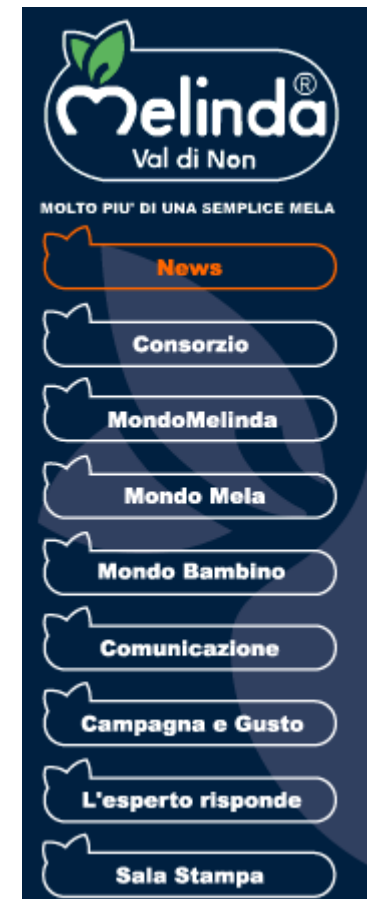 Melinda®
Val di Non
MOLTO PIU' DI UNA SEMPLICE MELA
News
Consorzio
MondoMelinda
Mondo Mela
Mondo Bambino
Comunicazione
Campagna e Gusto
L'esperto risponde
Sala Stampa